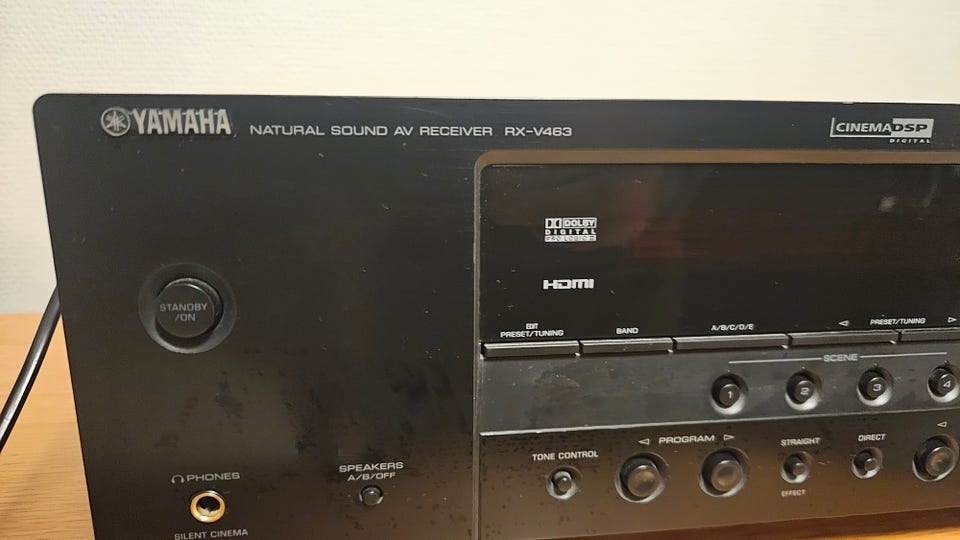 YAMAHA NATURAL SOUND AV RECEIVER RX-V463
CINEMA DSP
DIGITAL
DOLBY
DIGITAL
PRO LOGIC II
HDMI
STANDBY
/ON
EDIT
PRESET/TUNING
BAND
A/B/C/D/E
PRESET/TUNING
SCENE
1
2
3
4
PROGRAM
STRAIGHT
DIRECT
TONE CONTROL
EFFECT
SPEAKERS
A/B/OFF
PHONES
SILENT CINEMA